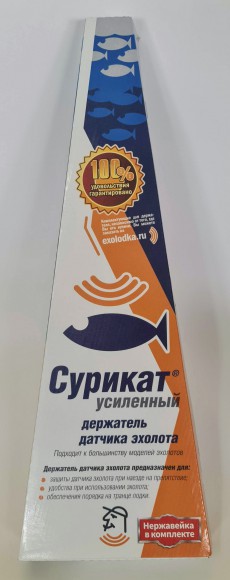 100%
удовольствия
гарантировано
exolodka.ru
Сурикат®
усиленный
держатель
датчика эхолота
Подходит к большинству моделей эхолотов
Держатель датчика эхолота предназначен для:
защиты датчика эхолота при наезде на препятствие;
удобства при использовании эхолота;
обеспечения порядка на транце лодки.
Нержавейка
в комплекте